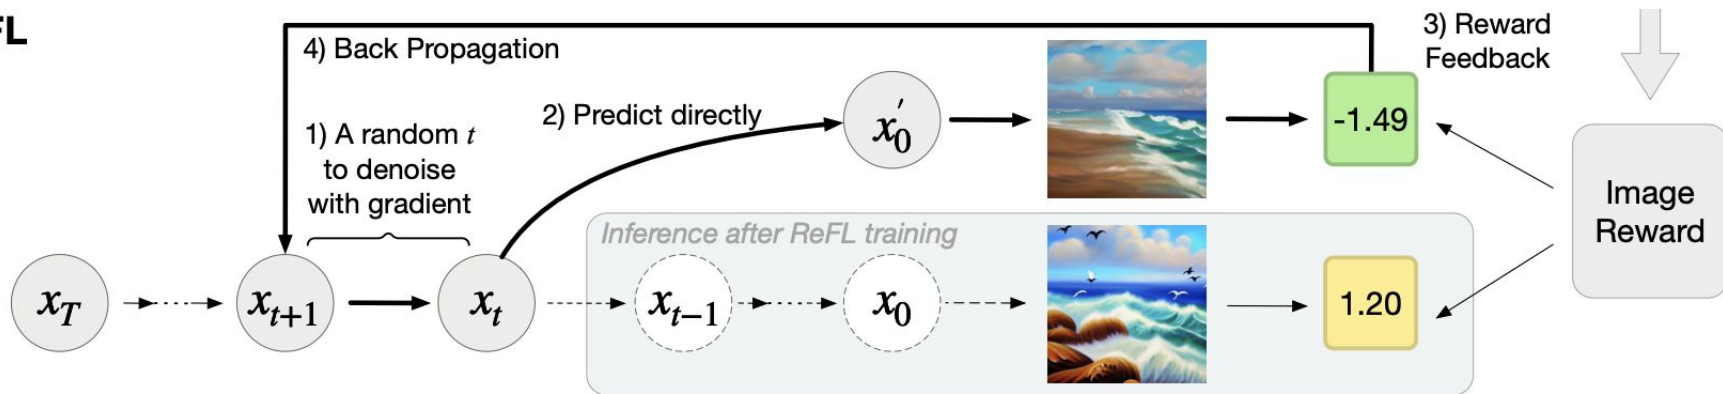 FL
4) Back Propagation
3) Reward
Feedback
1) A random t
to denoise
with gradient
2) Predict directly
x′0
-1.49
Image
Reward
Inference after ReFL training
xT
xt+1
xt
xt−1
x0
1.20